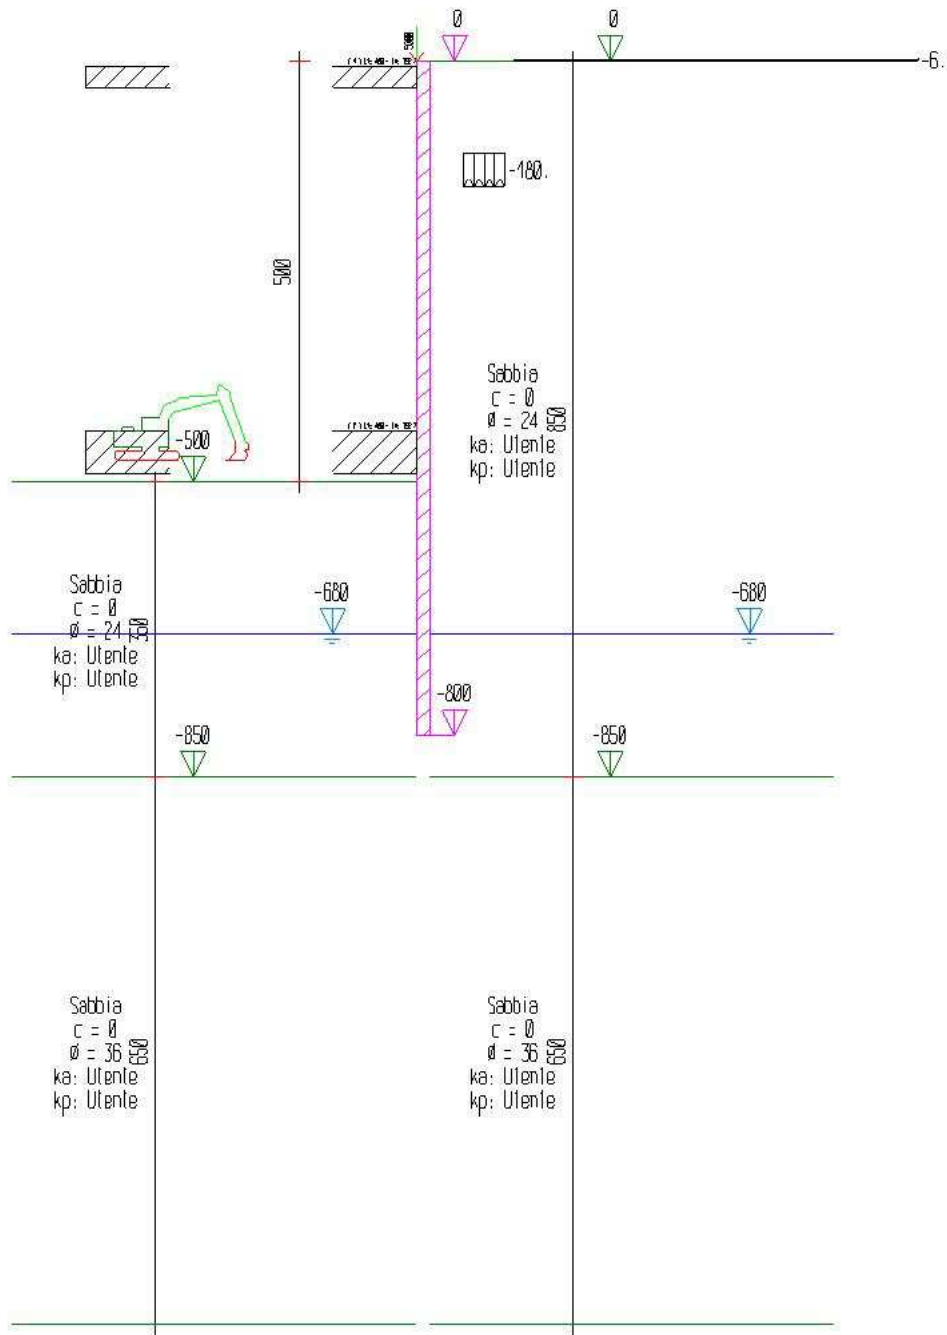 0
0
-6.
-180.
500
Sabbia
c = 0
ø = 24
ka: Utente
kp: Utente
850
-500
Sabbia
c = 0
ø = 24
ka: Utente
kp: Utente
350
-680
-680
-800
-850
-850
Sabbia
c = 0
ø = 36
ka: Utente
kp: Utente
650
Sabbia
c = 0
ø = 36
ka: Utente
kp: Utente
650